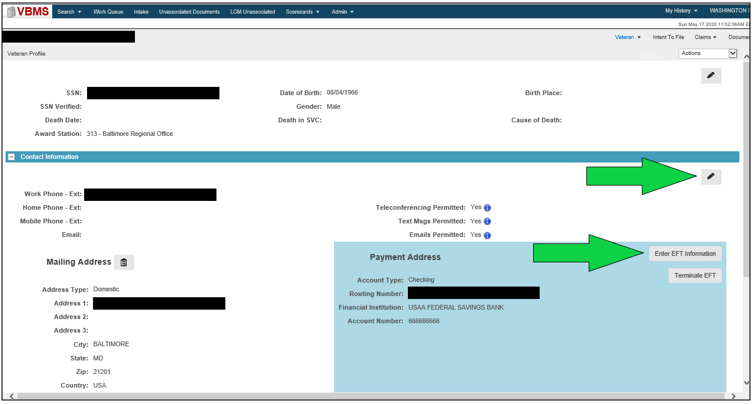 VBMS Search Work Queue Intake Unassociated Documents LCM Unassociated Scorecards Admin My History WASHINGTON
Sun May 17 2020 11:52:36AM E
Veteran Intent To File Claims Documen
Veteran Profile Actions
SSN: Date of Birth: 08/04/1966 Birth Place:
SSN Verified: Gender: Male
Death Date: Death in SVC: Cause of Death:
Award Station: 313 - Baltimore Regional Office
Contact Information
Work Phone - Ext:
Home Phone - Ext: Teleconferencing Permitted: Yes
Mobile Phone - Ext: Text Msgs Permitted: Yes
Email: Emails Permitted: Yes
Mailing Address Payment Address Enter EFT Information
Terminate EFT
Address Type: Domestic Account Type: Checking
Address 1: Routing Number:
Address 2: Financial Institution: USAA FEDERAL SAVINGS BANK
Address 3: Account Number: 666666666
City: BALTIMORE
State: MD
Zip: 21201
Country: USA